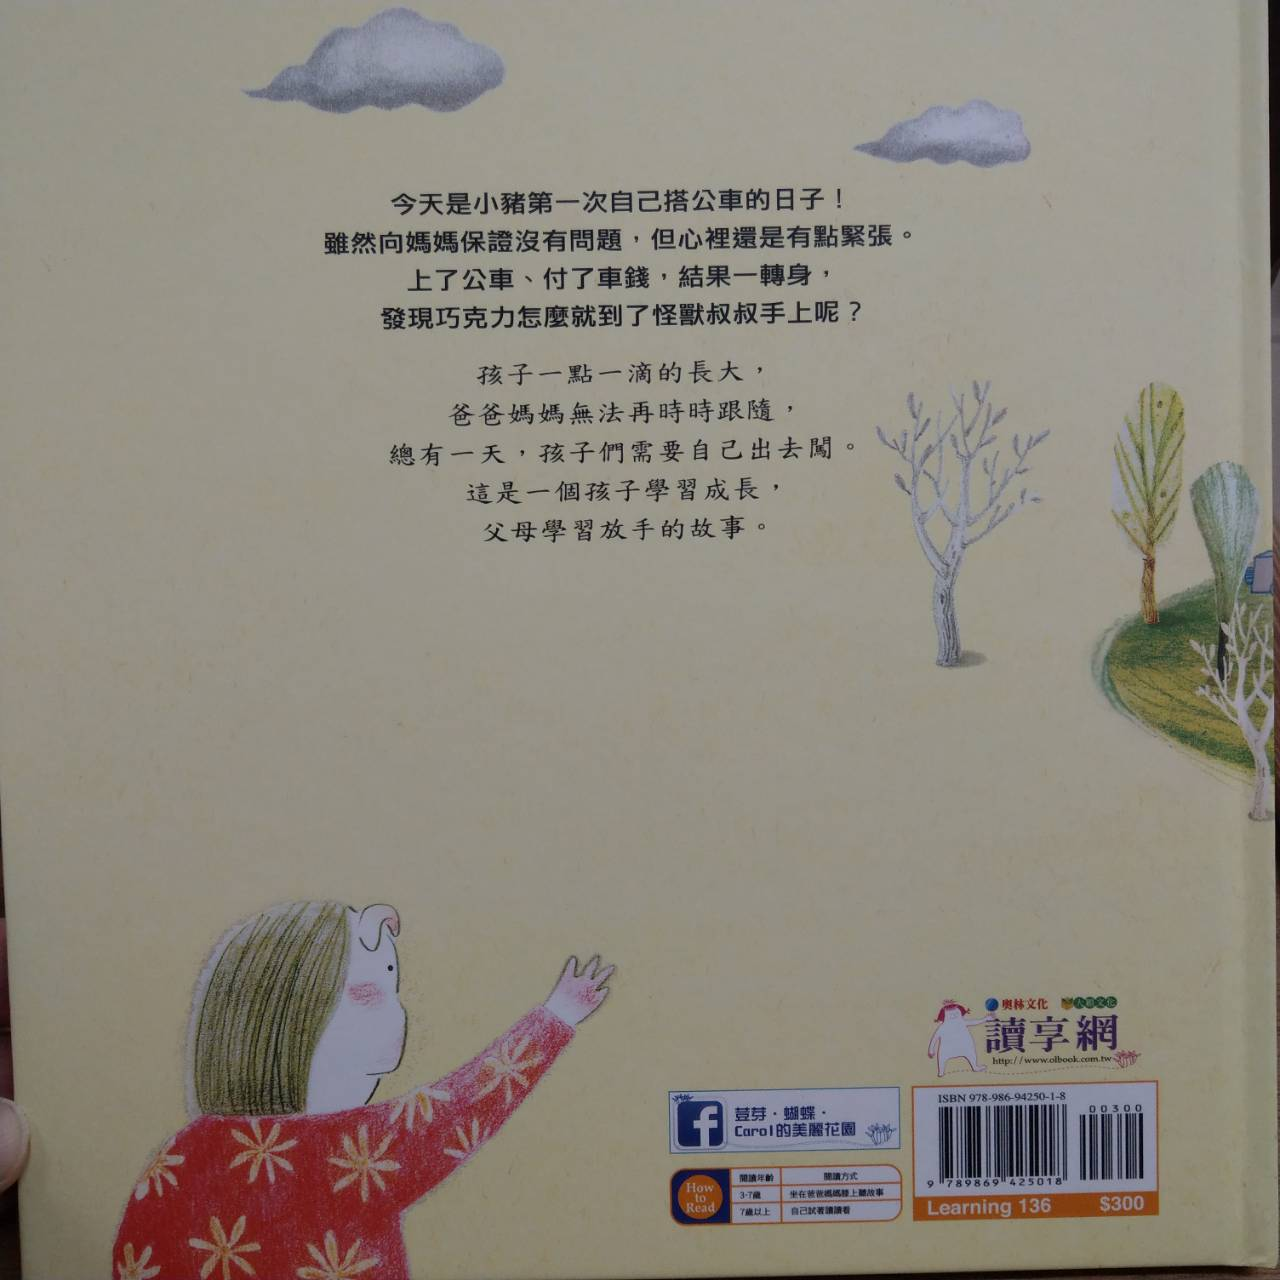 今天是小豬第一次自己搭公車的日子！
雖然向媽媽保證沒有問題，但心裡還是有點緊張。
上了公車、付了車錢，結果一轉身，
發現巧克力怎麼就到了怪獸叔叔手上呢？
孩子一點一滴的長大，
爸爸媽媽無法再時時跟隨，
總有一天，孩子們需要自己出去闖。
這是一個孩子學習成長，
父母學習放手的故事。
奧林文化 大穎文化
讀享網
http://www.olbook.com.tw
荳芽·蝴蝶·
Carol的美麗花園
How to Read
閱讀年齡 閱讀方式
3-7歲 坐在爸爸媽媽膝上聽故事
7歲以上 自己試著讀讀看
ISBN 978-986-94250-1-8
00300
9 789869 425018
Learning 136 $300